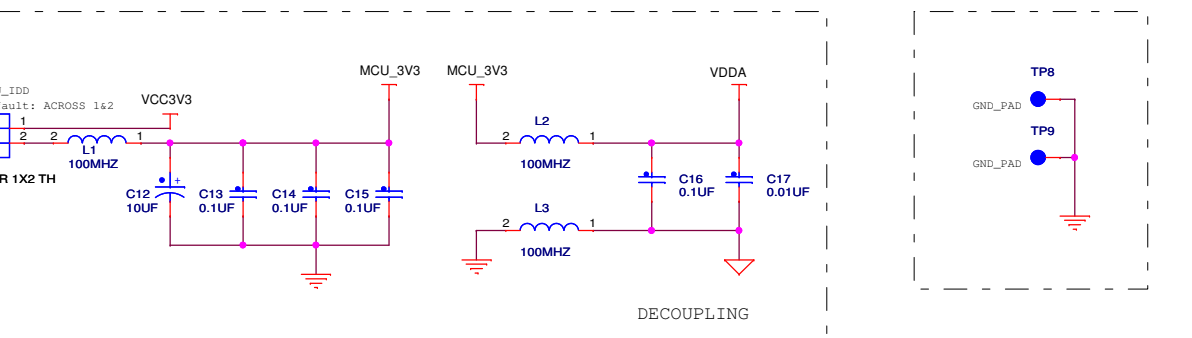 TP8
MCU_3V3
MCU_3V3
VDDA
_IDD
VCC3V3
ault: ACROSS 1&2
GND_PAD
1
2
2
L1
1
100MHZ
L2
2
1
100MHZ
TP9
GND_PAD
R 1X2 TH
C12
10UF
+
C13
0.1UF
C14
0.1UF
C15
0.1UF
C16
0.1UF
C17
0.01UF
L3
2
1
100MHZ
DECOUPLING